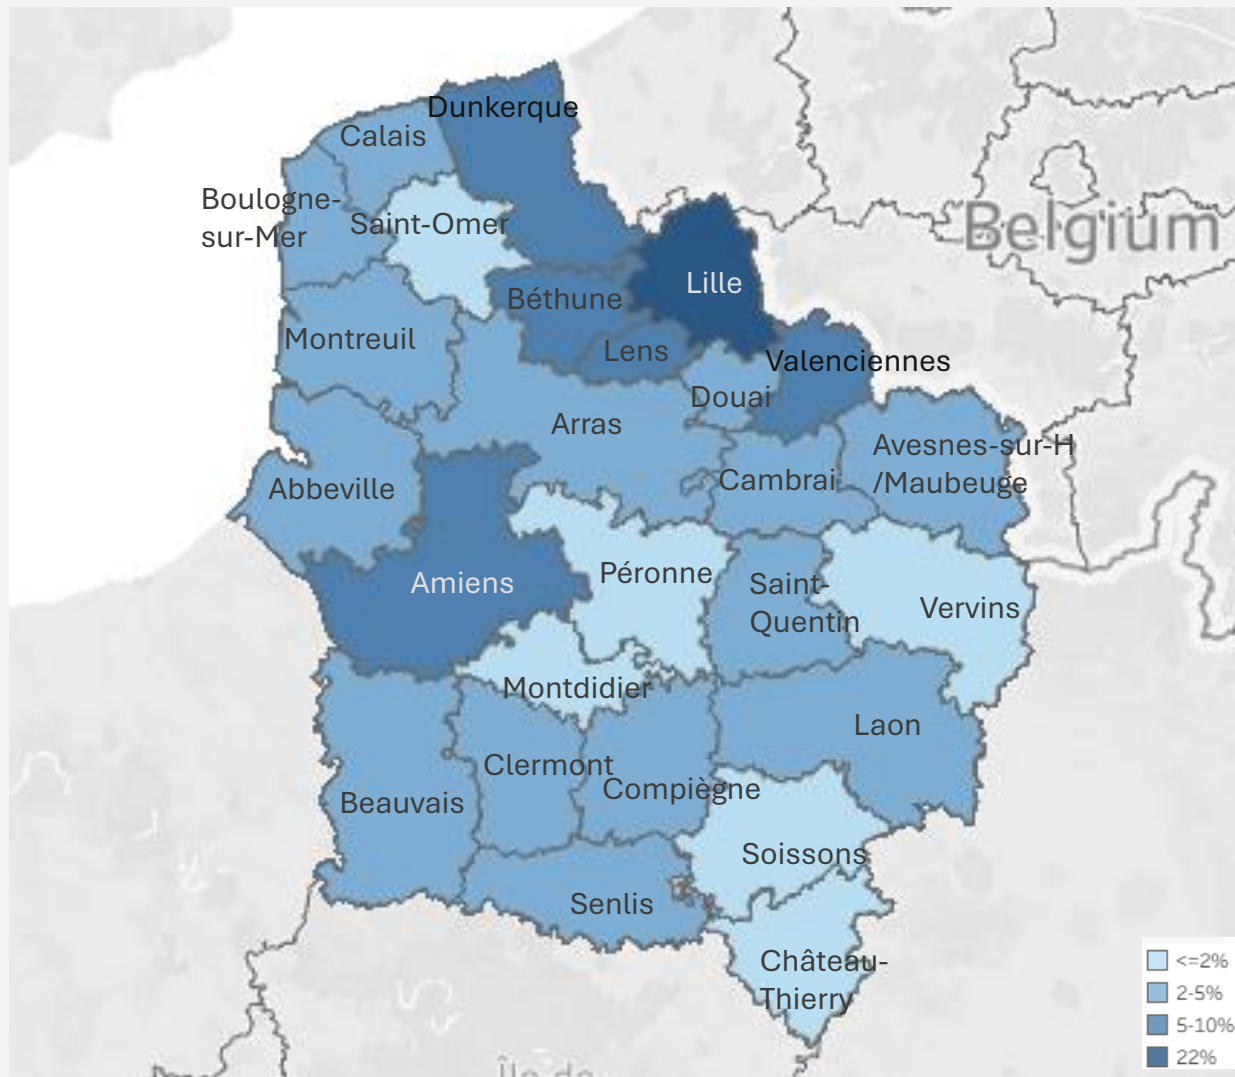 Dunkerque
Calais
Boulogne-
sur-Mer
Saint-Omer
Belgium
Lille
Béthune
Montreuil
Lens
Valenciennes
Douai
Arras
Avesnes-sur-H
/Maubeuge
Cambrai
Abbeville
Amiens
Péronne
Saint-
Quentin
Vervins
Montdidier
Laon
Clermont
Compiègne
Beauvais
Soissons
Senlis
Château-
Thierry
<=2%
2-5%
5-10%
22%
Île de